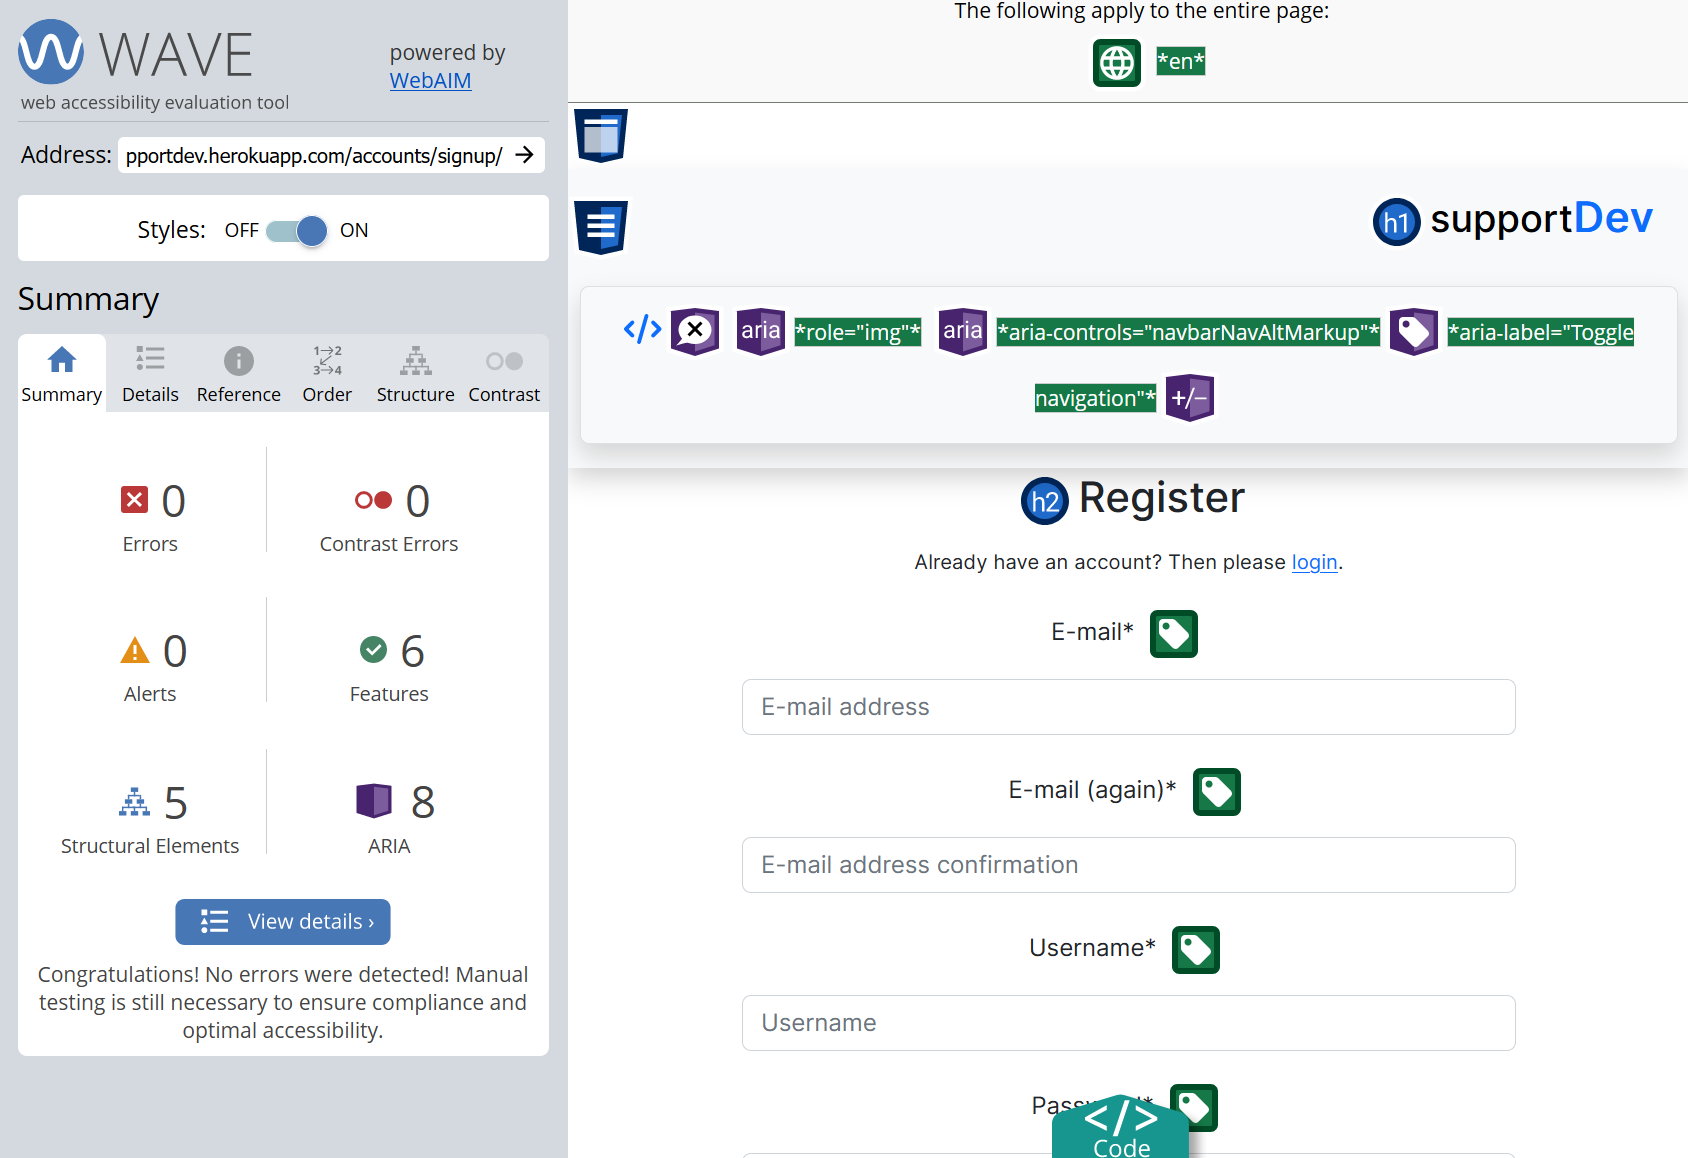 WAVE
powered by
WebAIM
web accessibility evaluation tool
Address: pportdev.herokuapp.com/accounts/signup/
Styles: OFF ON
Summary
Summary Details Reference Order Structure Contrast
0 Errors
0 Contrast Errors
0 Alerts
6 Features
5 Structural Elements
8 ARIA
View details ›
Congratulations! No errors were detected! Manual
testing is still necessary to ensure compliance and
optimal accessibility.
The following apply to the entire page:
*en*
h1 supportDev
</> aria *role="img"* aria *aria-controls="navbarNavAltMarkup"* *aria-label="Toggle
navigation"* +/−
h2 Register
Already have an account? Then please login.
E-mail*
E-mail address
E-mail (again)*
E-mail address confirmation
Username*
Username
</>
Code